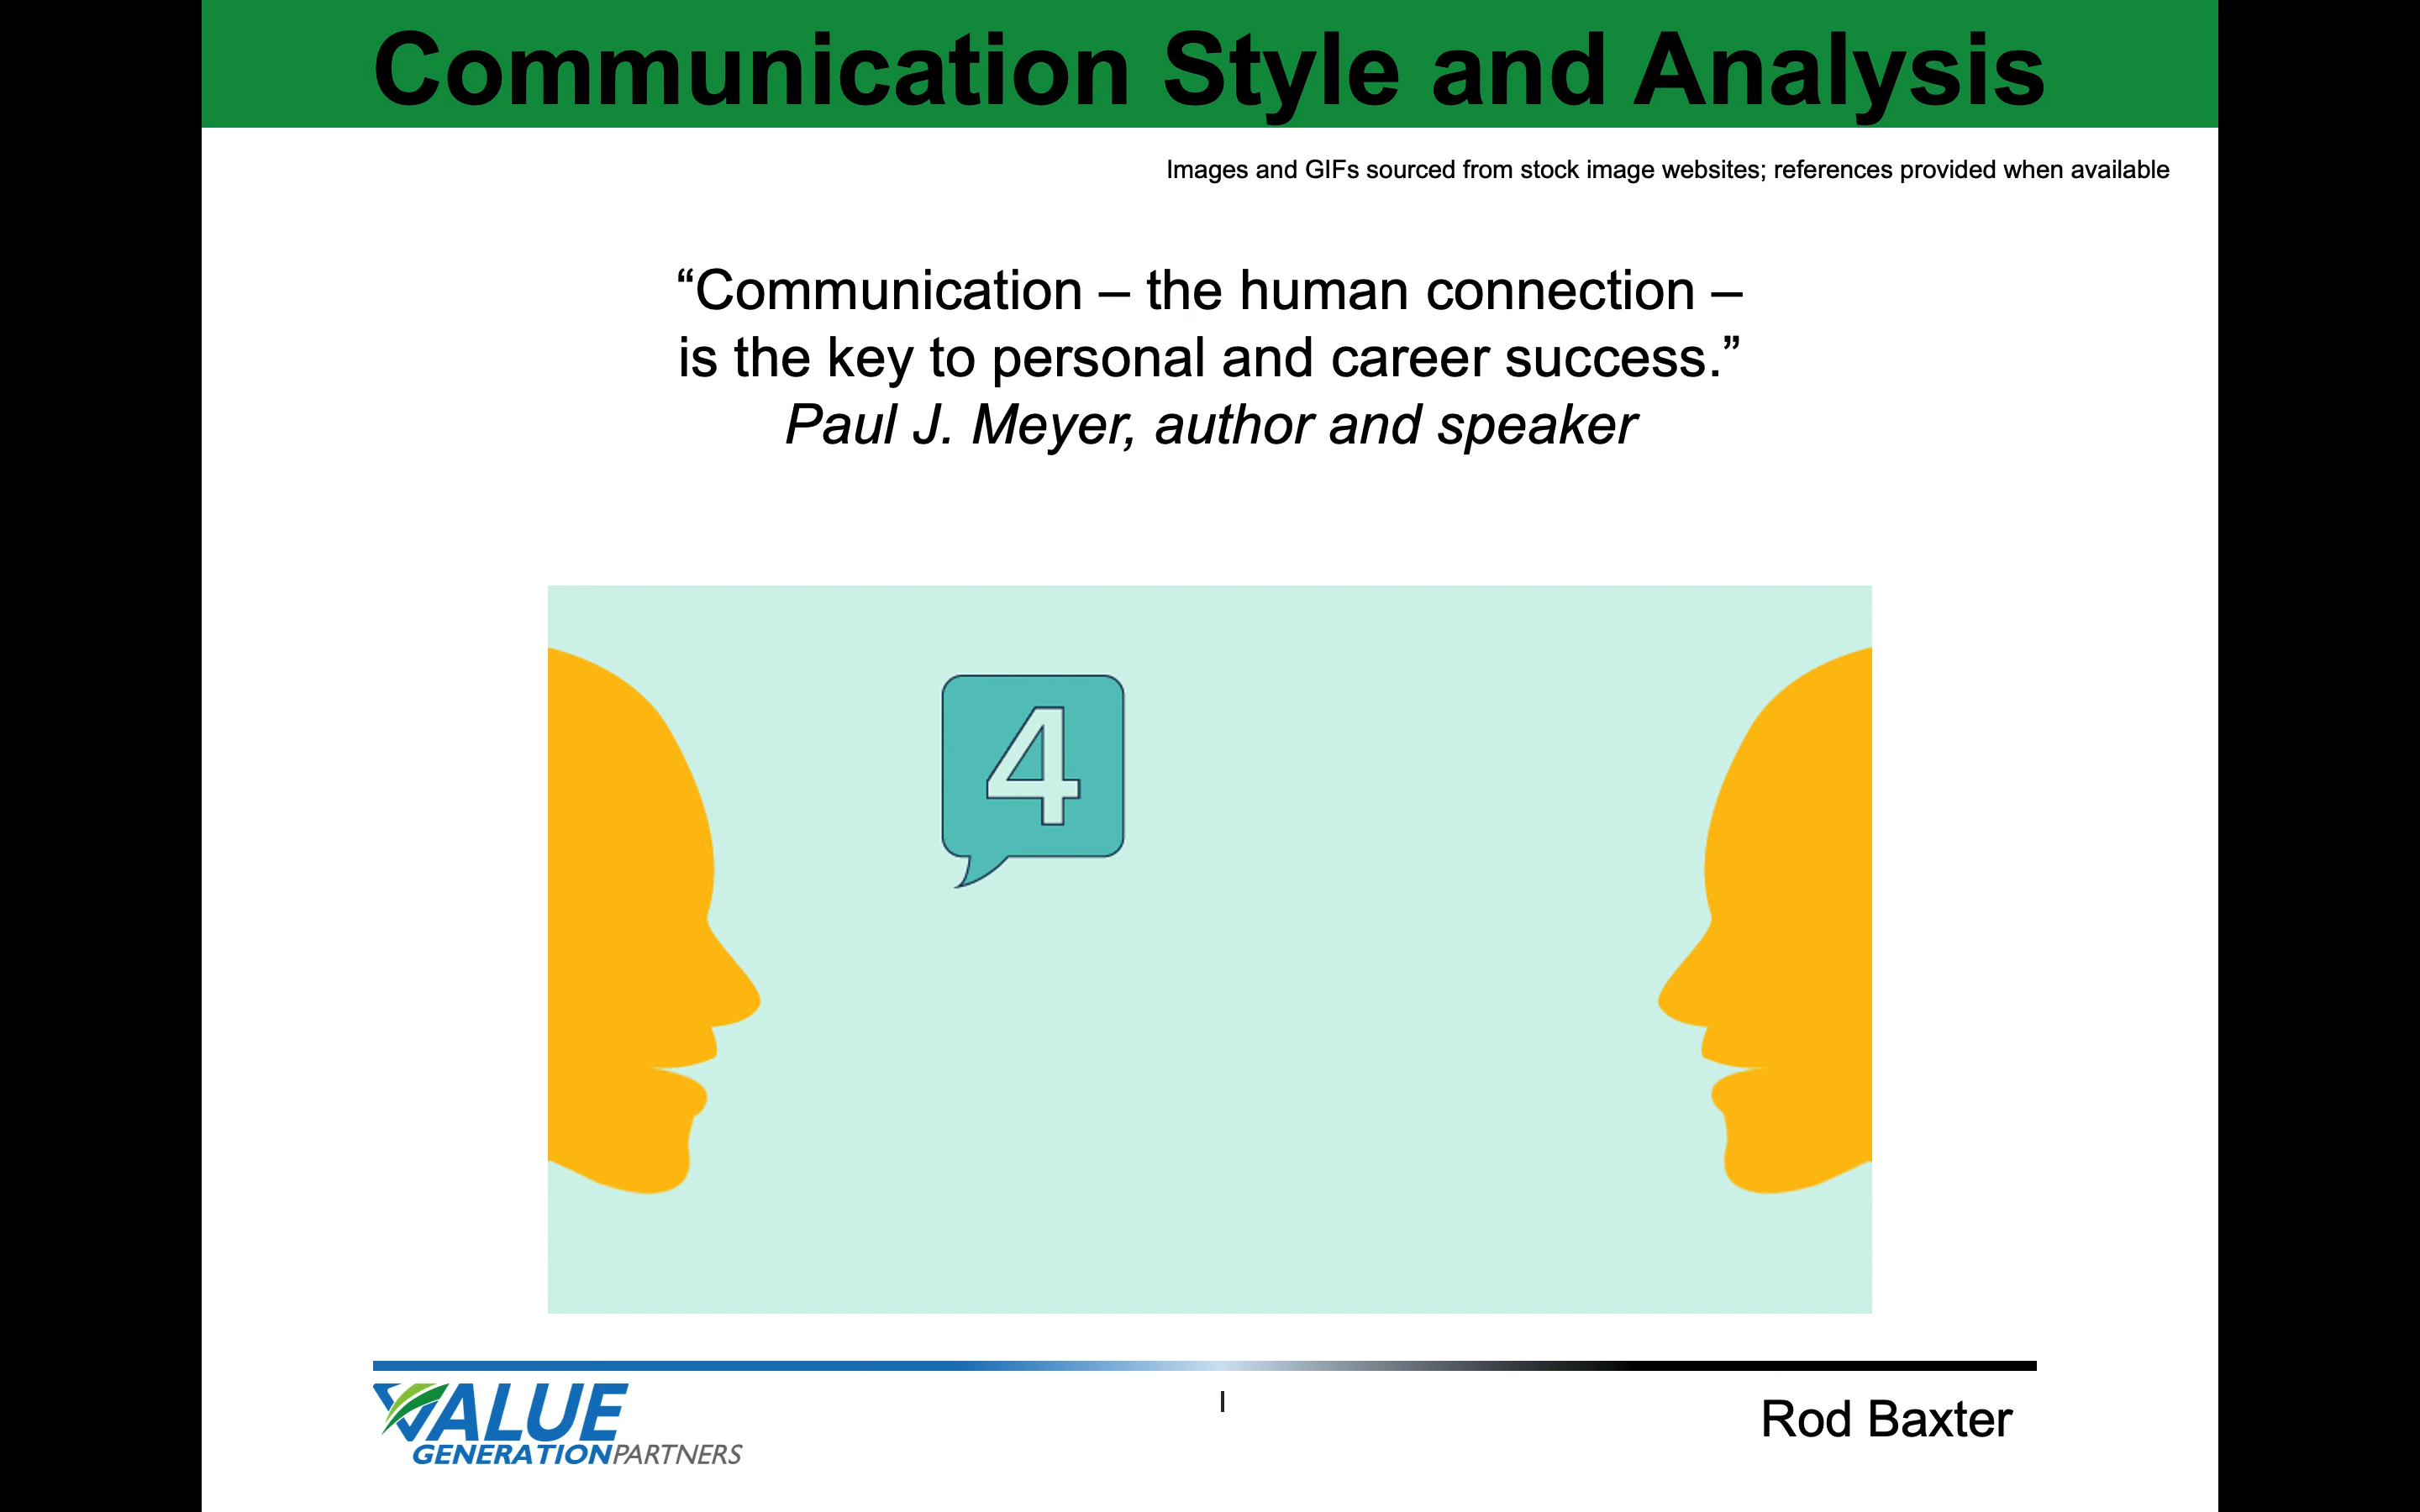 Communication Style and Analysis
Images and GIFs sourced from stock image websites; references provided when available
“Communication – the human connection –
is the key to personal and career success.”
Paul J. Meyer, author and speaker
4
VALUE
GENERATIONPARTNERS
I
Rod Baxter